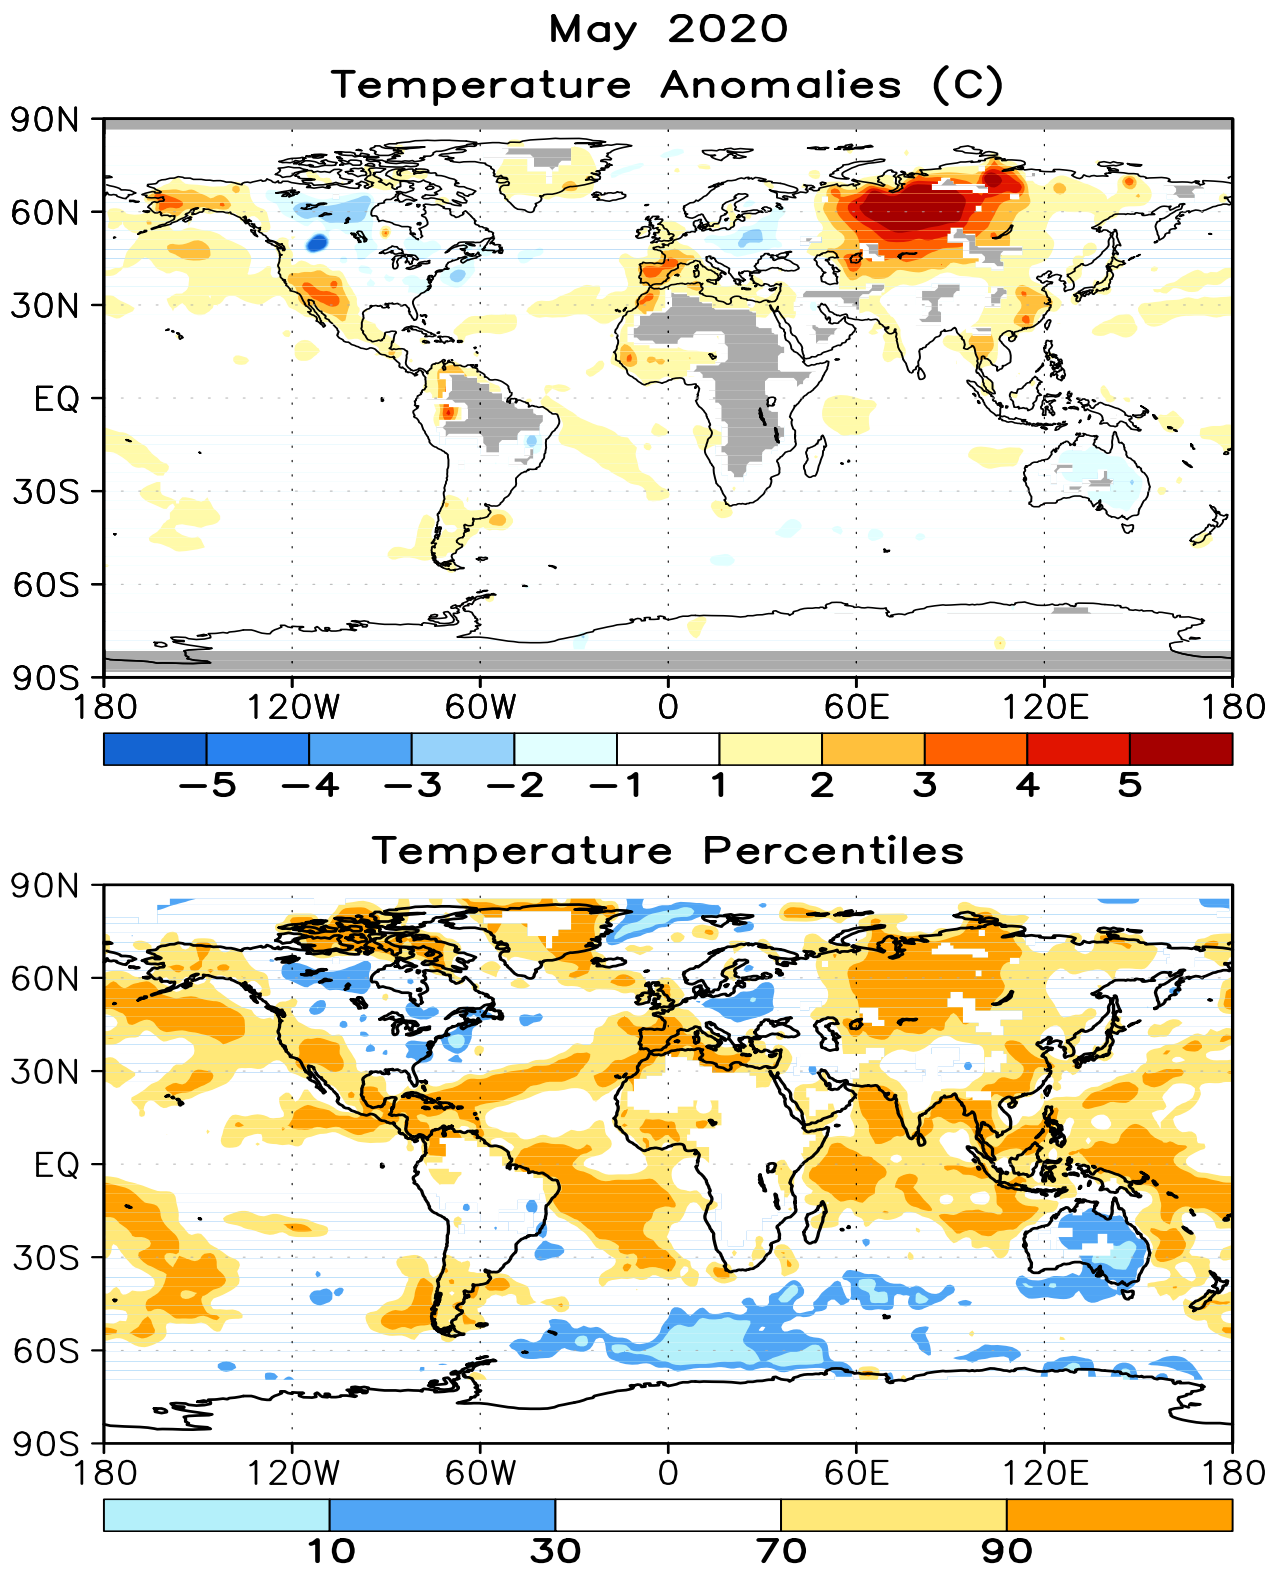 May 2020
Temperature Anomalies (C)
90N
60N
30N
EQ
30S
60S
90S
180 120W 60W 0 60E 120E 180
−5 −4 −3 −2 −1 1 2 3 4 5
Temperature Percentiles
90N
60N
30N
EQ
30S
60S
90S
180 120W 60W 0 60E 120E 180
10 30 70 90